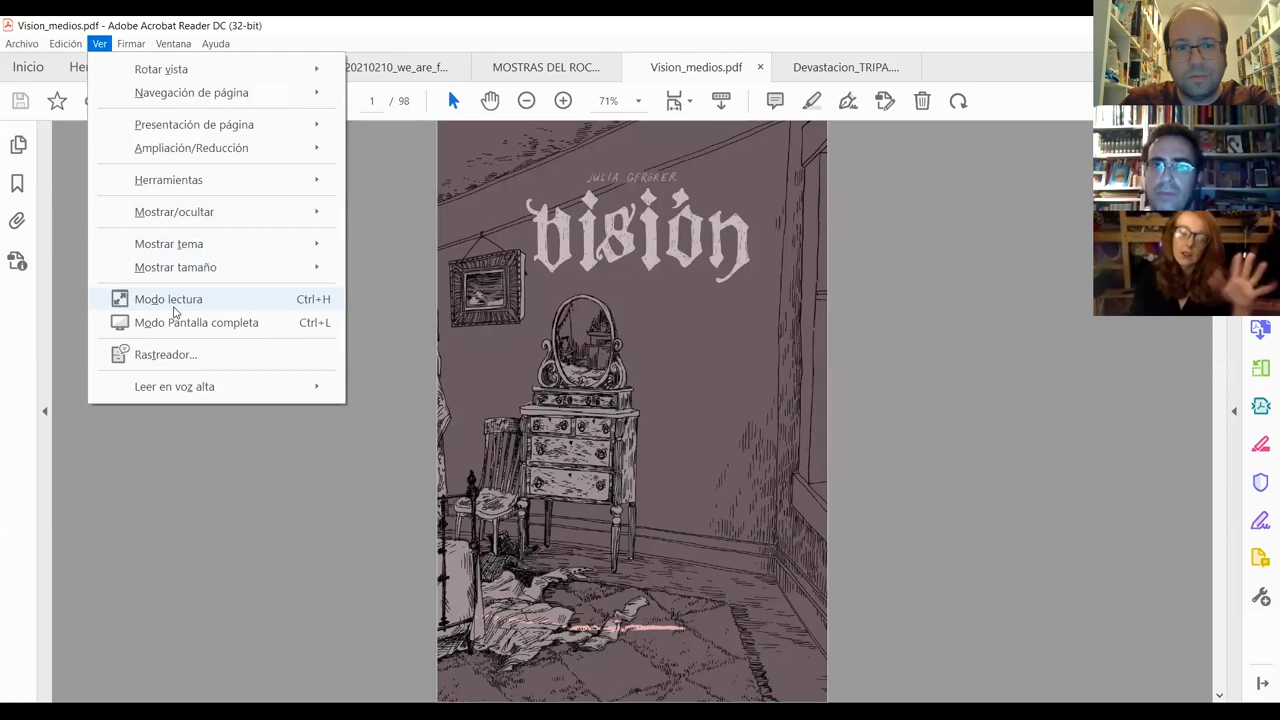 Vision_medios.pdf - Adobe Acrobat Reader DC (32-bit)
Archivo Edición Ver Firmar Ventana Ayuda
Inicio 20210210_we_are_f... MOSTRAS DEL ROC... Vision_medios.pdf × Devastacion_TRIPA....
1 / 98 71%
Rotar vista
Navegación de página
Presentación de página
Ampliación/Reducción
Herramientas
Mostrar/ocultar
Mostrar tema
Mostrar tamaño
Modo lectura Ctrl+H
Modo Pantalla completa Ctrl+L
Rastreador...
Leer en voz alta
JULIA GFRÖRER
visión